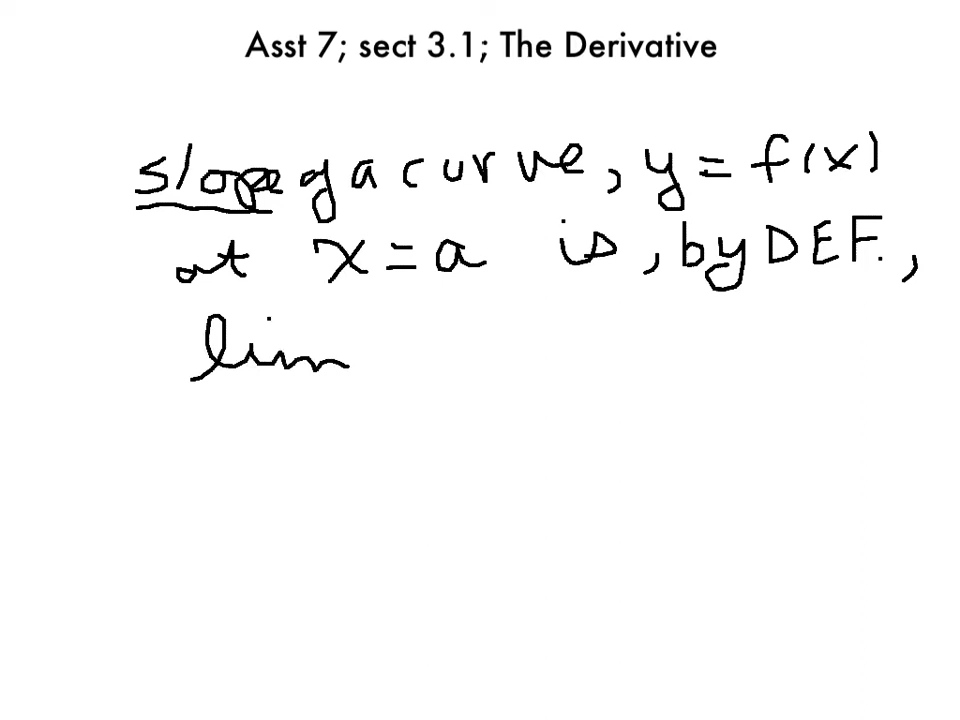 Asst 7; sect 3.1; The Derivative
slope of a curve, y = f(x)
at x = a is, by DEF.,
lim